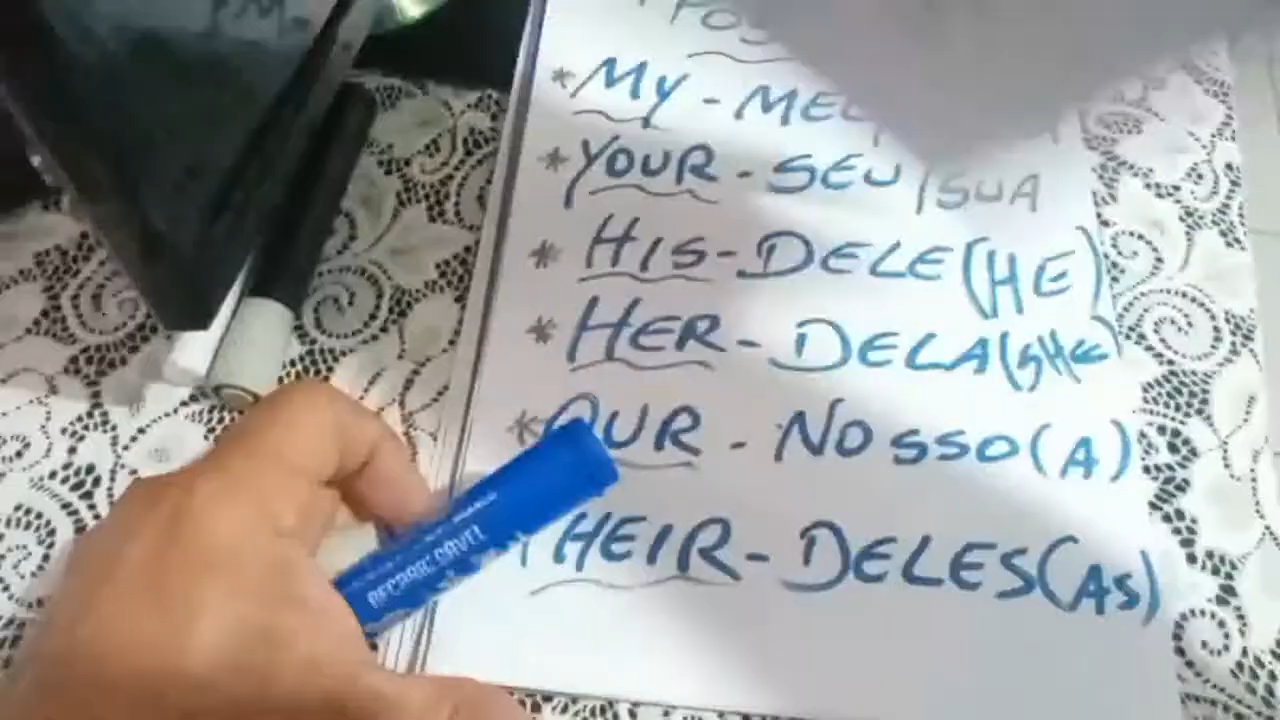 *MY - MEU
*YOUR - SEU/SUA
*HIS - DELE (HE)
*HER - DELA (SHE)
*OUR - NOSSO(A)
THEIR - DELES(AS)